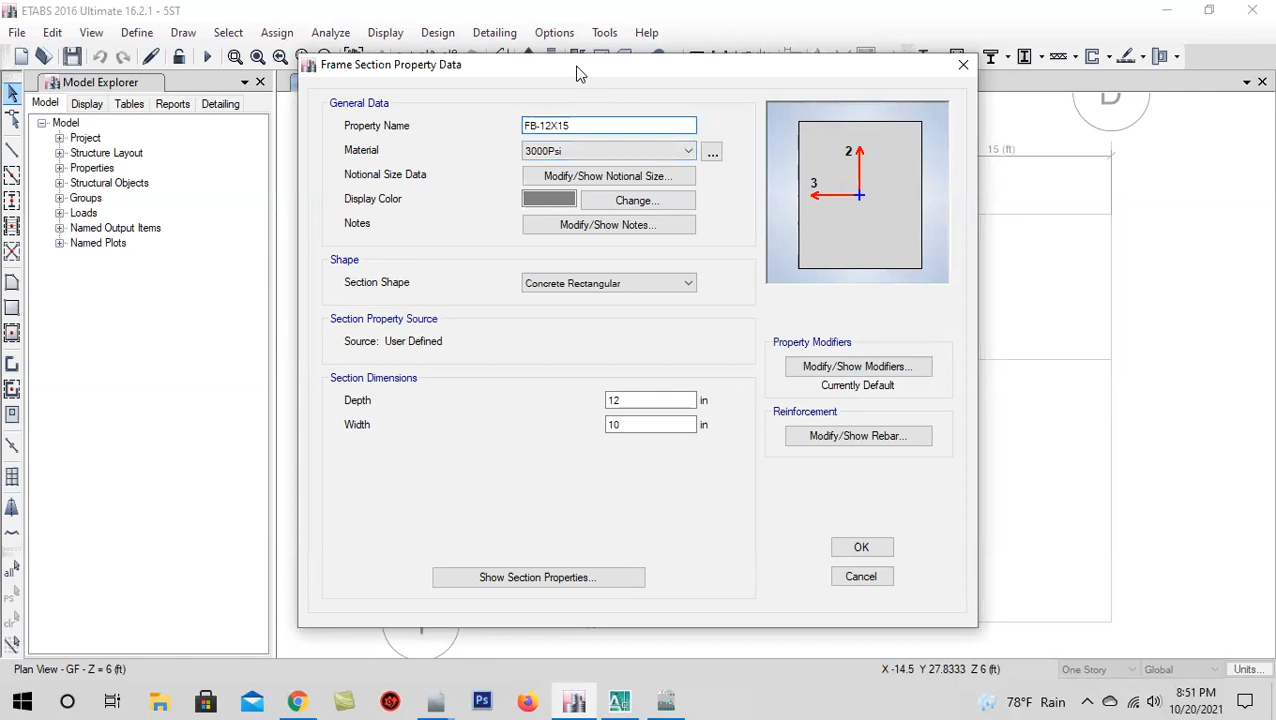 ETABS 2016 Ultimate 16.2.1 - 5ST
File Edit View Define Draw Select Assign Analyze Display Design Detailing Options Tools Help
Model Explorer
Model Display Tables Reports Detailing
Model
Project
Structure Layout
Properties
Structural Objects
Groups
Loads
Named Output Items
Named Plots
Frame Section Property Data
General Data
Property Name FB-12X15
Material 3000Psi ...
Notional Size Data Modify/Show Notional Size...
Display Color Change...
Notes Modify/Show Notes...
Shape
Section Shape Concrete Rectangular
Section Property Source
Source: User Defined
Section Dimensions
Depth 12 in
Width 10 in
Show Section Properties...
2
3
Property Modifiers
Modify/Show Modifiers...
Currently Default
Reinforcement
Modify/Show Rebar...
OK
Cancel
D
15 (ft)
all
PS
clr
Plan View - GF - Z = 6 (ft) X -14.5 Y 27.8333 Z 6 (ft) One Story Global Units...
Ps
78°F Rain
8:51 PM
10/20/2021